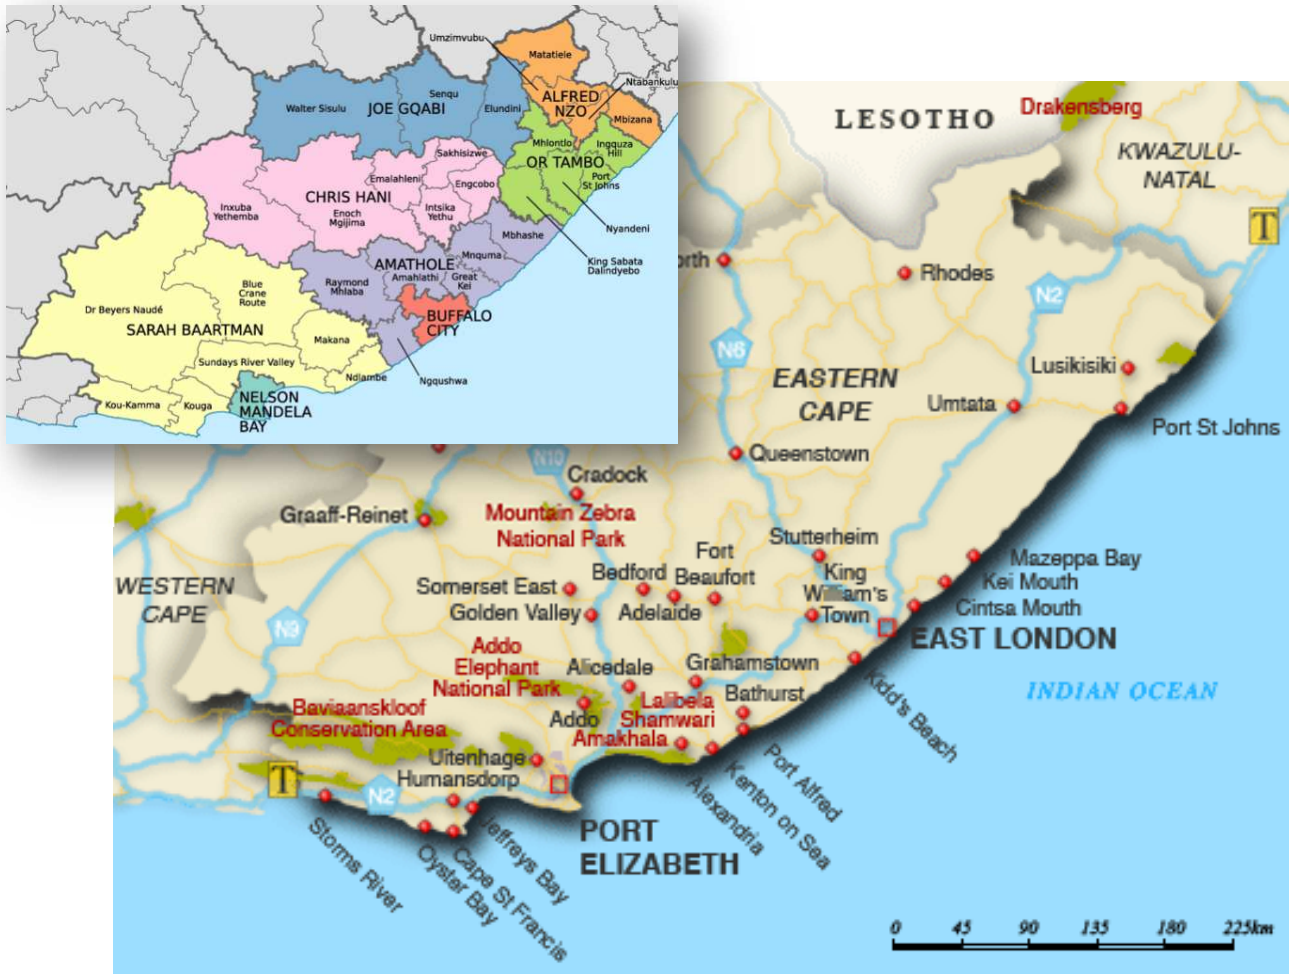 Umzimvubu
Matatiele
Ntabankulu
Walter Sisulu
JOE GQABI
Senqu
Elundini
ALFRED
NZO
Mbizana
Mhlontlo
Ingquza
Hill
OR TAMBO
Port
St Johns
Sakhisizwe
Emalahleni
Engcobo
CHRIS HANI
Inxuba
Yethemba
Enoch
Mgijima
Intsika
Yethu
Nyandeni
King Sabata
Dalindyebo
Mbhashe
Mnquma
AMATHOLE
Amahlathi
Great
Kei
Raymond
Mhlaba
BUFFALO
CITY
Blue
Crane
Route
Dr Beyers Naudé
SARAH BAARTMAN
Makana
Sundays River Valley
Ndlambe
Ngqushwa
Kou-Kamma
Kouga
NELSON
MANDELA
BAY
LESOTHO
Drakensberg
KWAZULU-
NATAL
T
orth
Rhodes
N2
N6
Lusikisiki
EASTERN
CAPE
Umtata
Port St Johns
Queenstown
N10
Cradock
Graaff-Reinet
Mountain Zebra
National Park
Stutterheim
Fort
Beaufort
Bedford
King
William's
Town
Mazeppa Bay
Kei Mouth
Cintsa Mouth
WESTERN
CAPE
Somerset East
Golden Valley
Adelaide
N9
EAST LONDON
Addo
Elephant
National Park
Alicedale
Grahamstown
INDIAN OCEAN
Lalibela
Shamwari
Amakhala
Bathurst
Kidd's Beach
Baviaanskloof
Conservation Area
Addo
Uitenhage
Humansdorp
T
N2
Port Alfred
Kenton on Sea
Alexandria
PORT
ELIZABETH
Storms River
Jeffreys Bay
Cape St Francis
Oyster Bay
0 45 90 135 180 225km